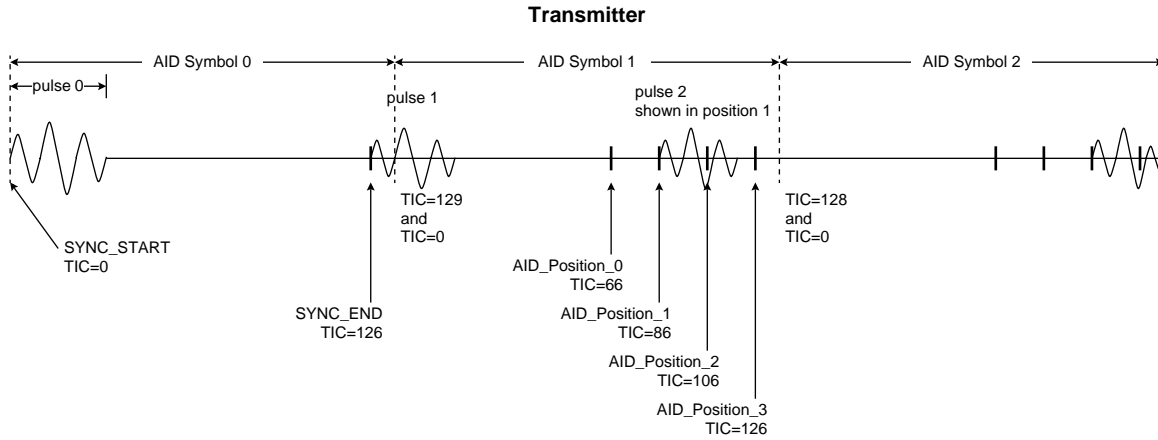 Transmitter
AID Symbol 0
AID Symbol 1
AID Symbol 2
pulse 0
pulse 1
pulse 2
shown in position 1
TIC=129
and
TIC=0
TIC=128
and
TIC=0
SYNC_START
TIC=0
AID_Position_0
TIC=66
SYNC_END
TIC=126
AID_Position_1
TIC=86
AID_Position_2
TIC=106
AID_Position_3
TIC=126